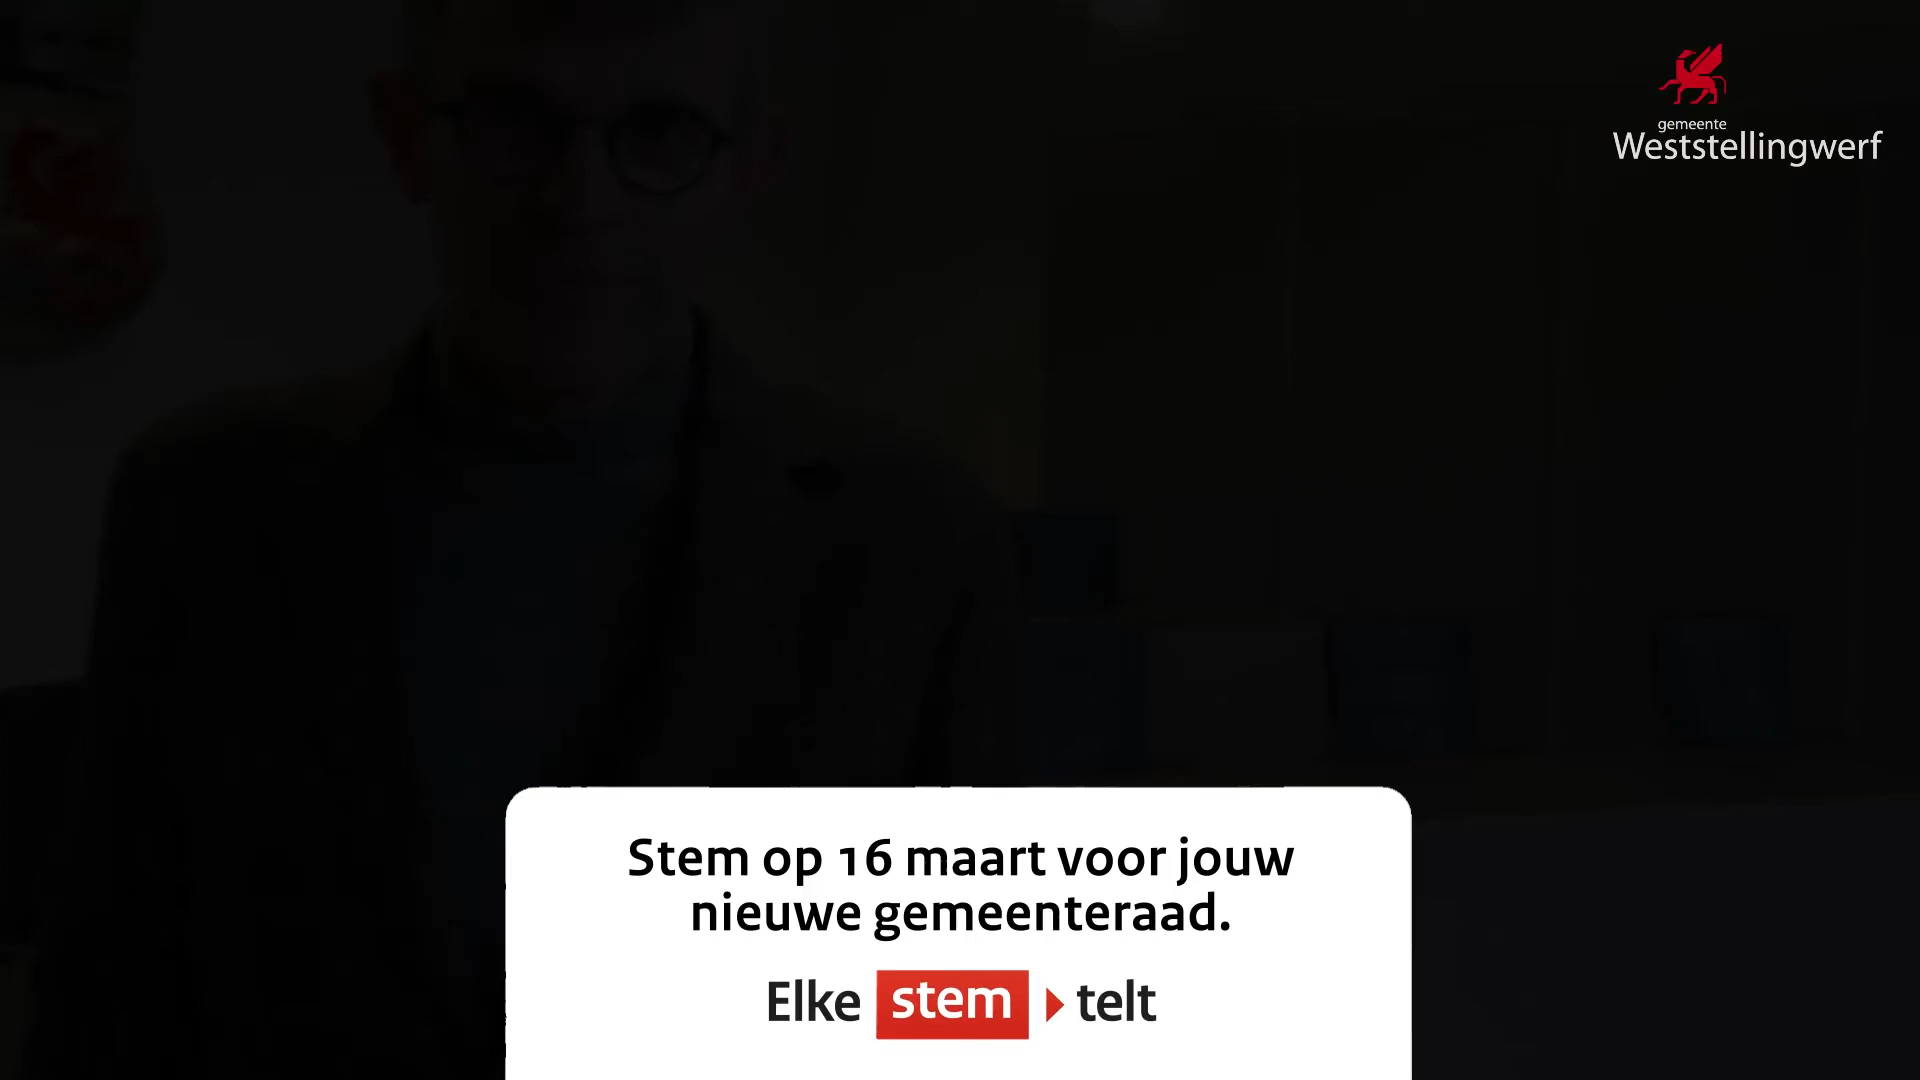 gemeente
Weststellingwerf
Stem op 16 maart voor jouw
nieuwe gemeenteraad.
Elke stem telt